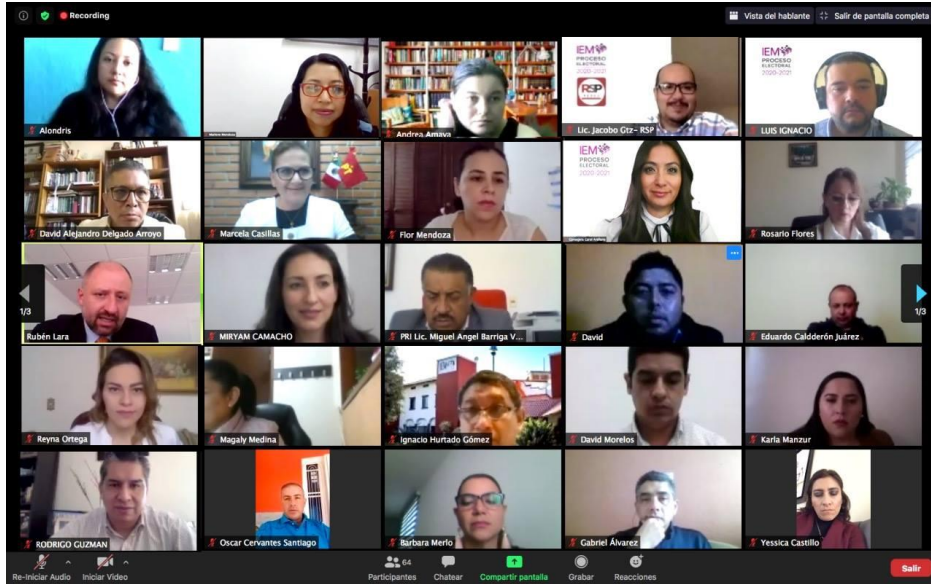 Recording
Vista del hablante
Salir de pantalla completa
Alondris
Andrea Amaya
IEM
PROCESO
ELECTORAL
2020-2021
RSP
Lic. Jacobo Gtz- RSP
IEM
PROCESO
ELECTORAL
2020-2021
LUIS IGNACIO
David Alejandro Delgado Arroyo
Marcela Casillas
Flor Mendoza
IEM
PROCESO
ELECTORAL
2020-2021
Rosario Flores
1/3
Rubén Lara
MIRYAM CAMACHO
PRI Lic. Miguel Angel Barriga V...
David
Eduardo Caldderón Juárez
1/3
Reyna Ortega
Magaly Medina
Ignacio Hurtado Gómez
David Morelos
Karla Manzur
RODRIGO GUZMAN
Oscar Cervantes Santiago
Barbara Merlo
Gabriel Álvarez
Yessica Castillo
Re-Iniciar Audio
Iniciar Video
64
Participantes
Chatear
Compartir pantalla
Grabar
Reacciones
Salir